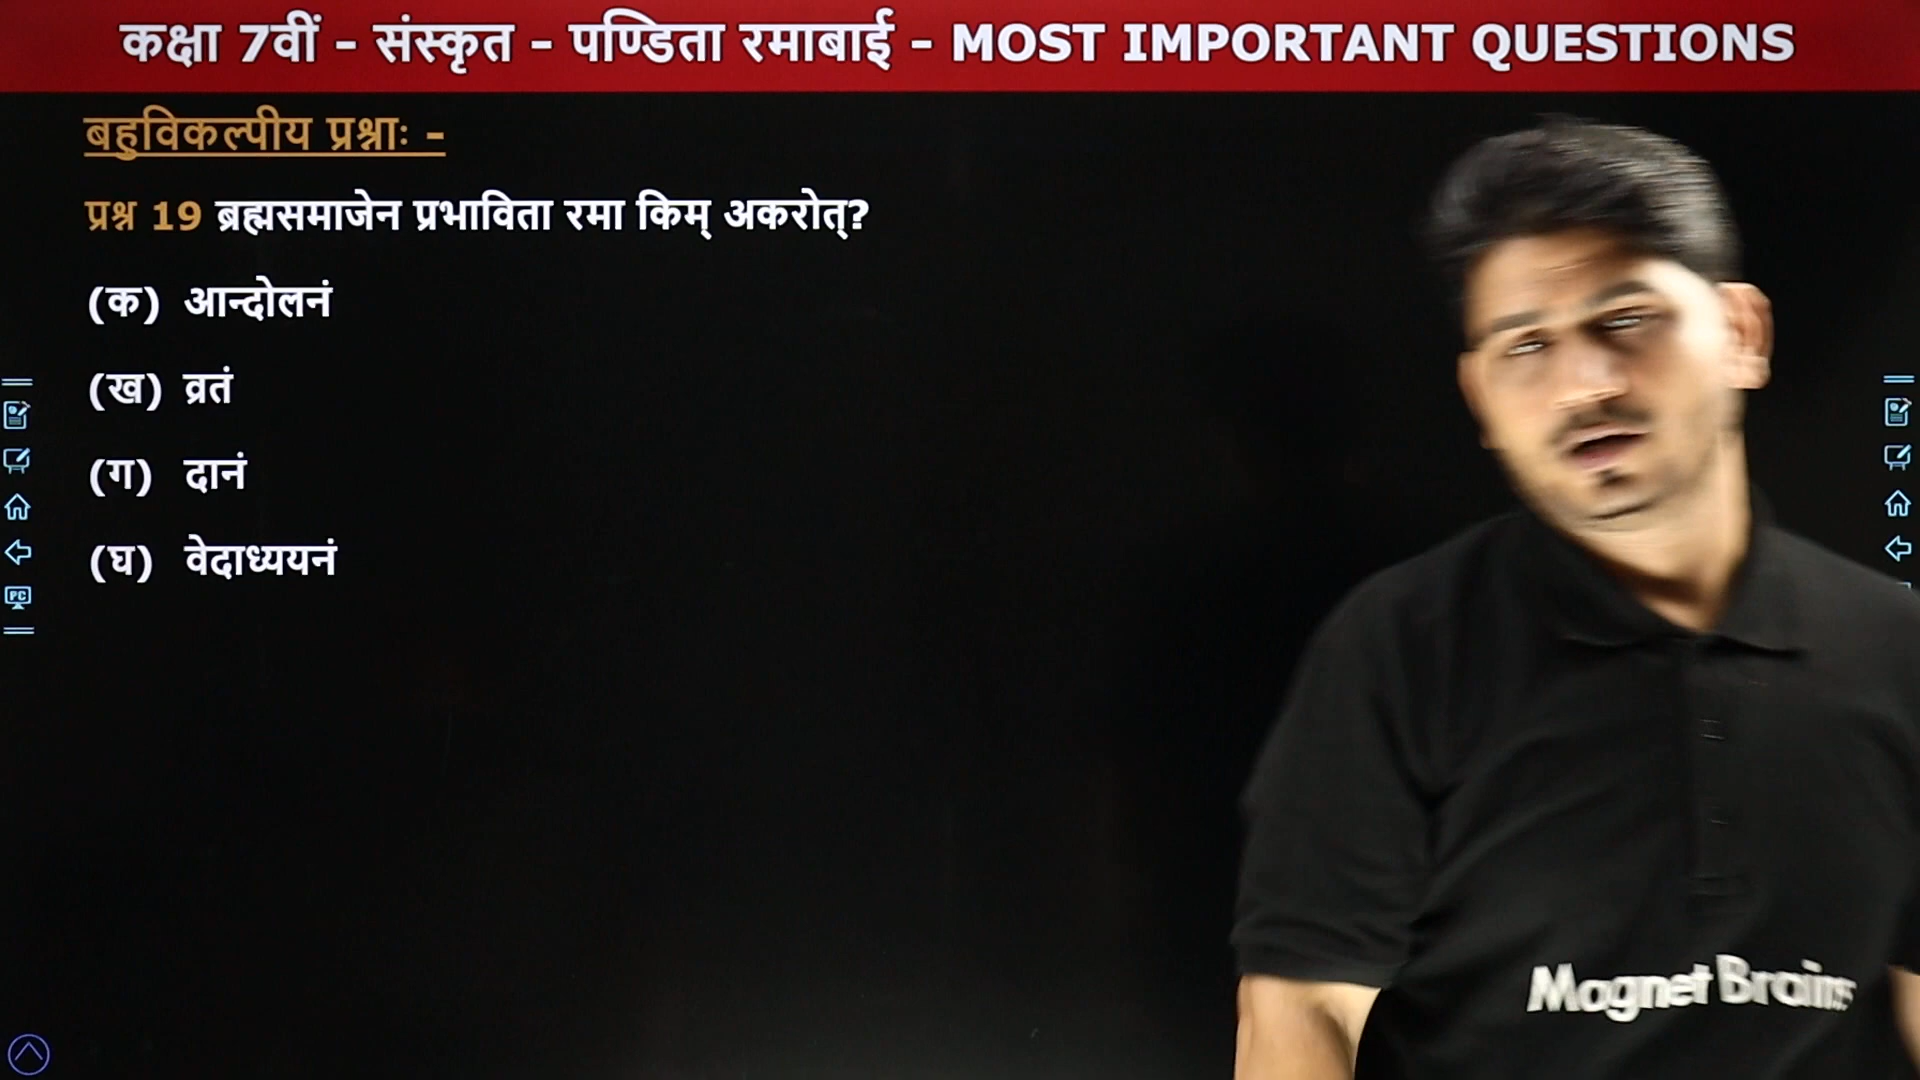 कक्षा 7वीं - संस्कृत - पण्डिता रमाबाई - MOST IMPORTANT QUESTIONS
बहुविकल्पीय प्रश्नाः -
प्रश्न 19 ब्रह्मसमाजेन प्रभाविता रमा किम् अकरोत्?
(क) आन्दोलनं
(ख) व्रतं
(ग) दानं
(घ) वेदाध्ययनं
PC
Magnet Brains